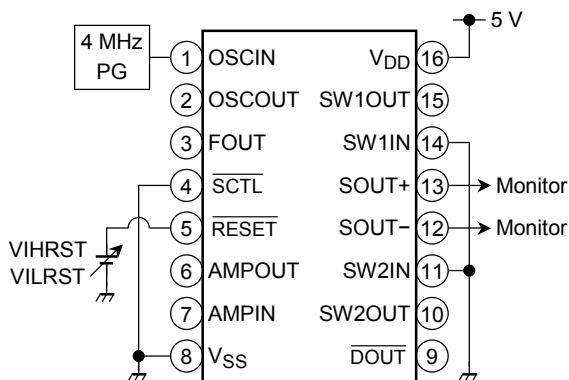 5 V
4 MHz
PG
1 OSCIN
2 OSCOUT
3 FOUT
4 SCTL
5 RESET
6 AMPOUT
7 AMPIN
8 VSS
VDD 16
SW1OUT 15
SW1IN 14
SOUT+ 13 Monitor
SOUT− 12 Monitor
SW2IN 11
SW2OUT 10
DOUT 9
VIHRST
VILRST